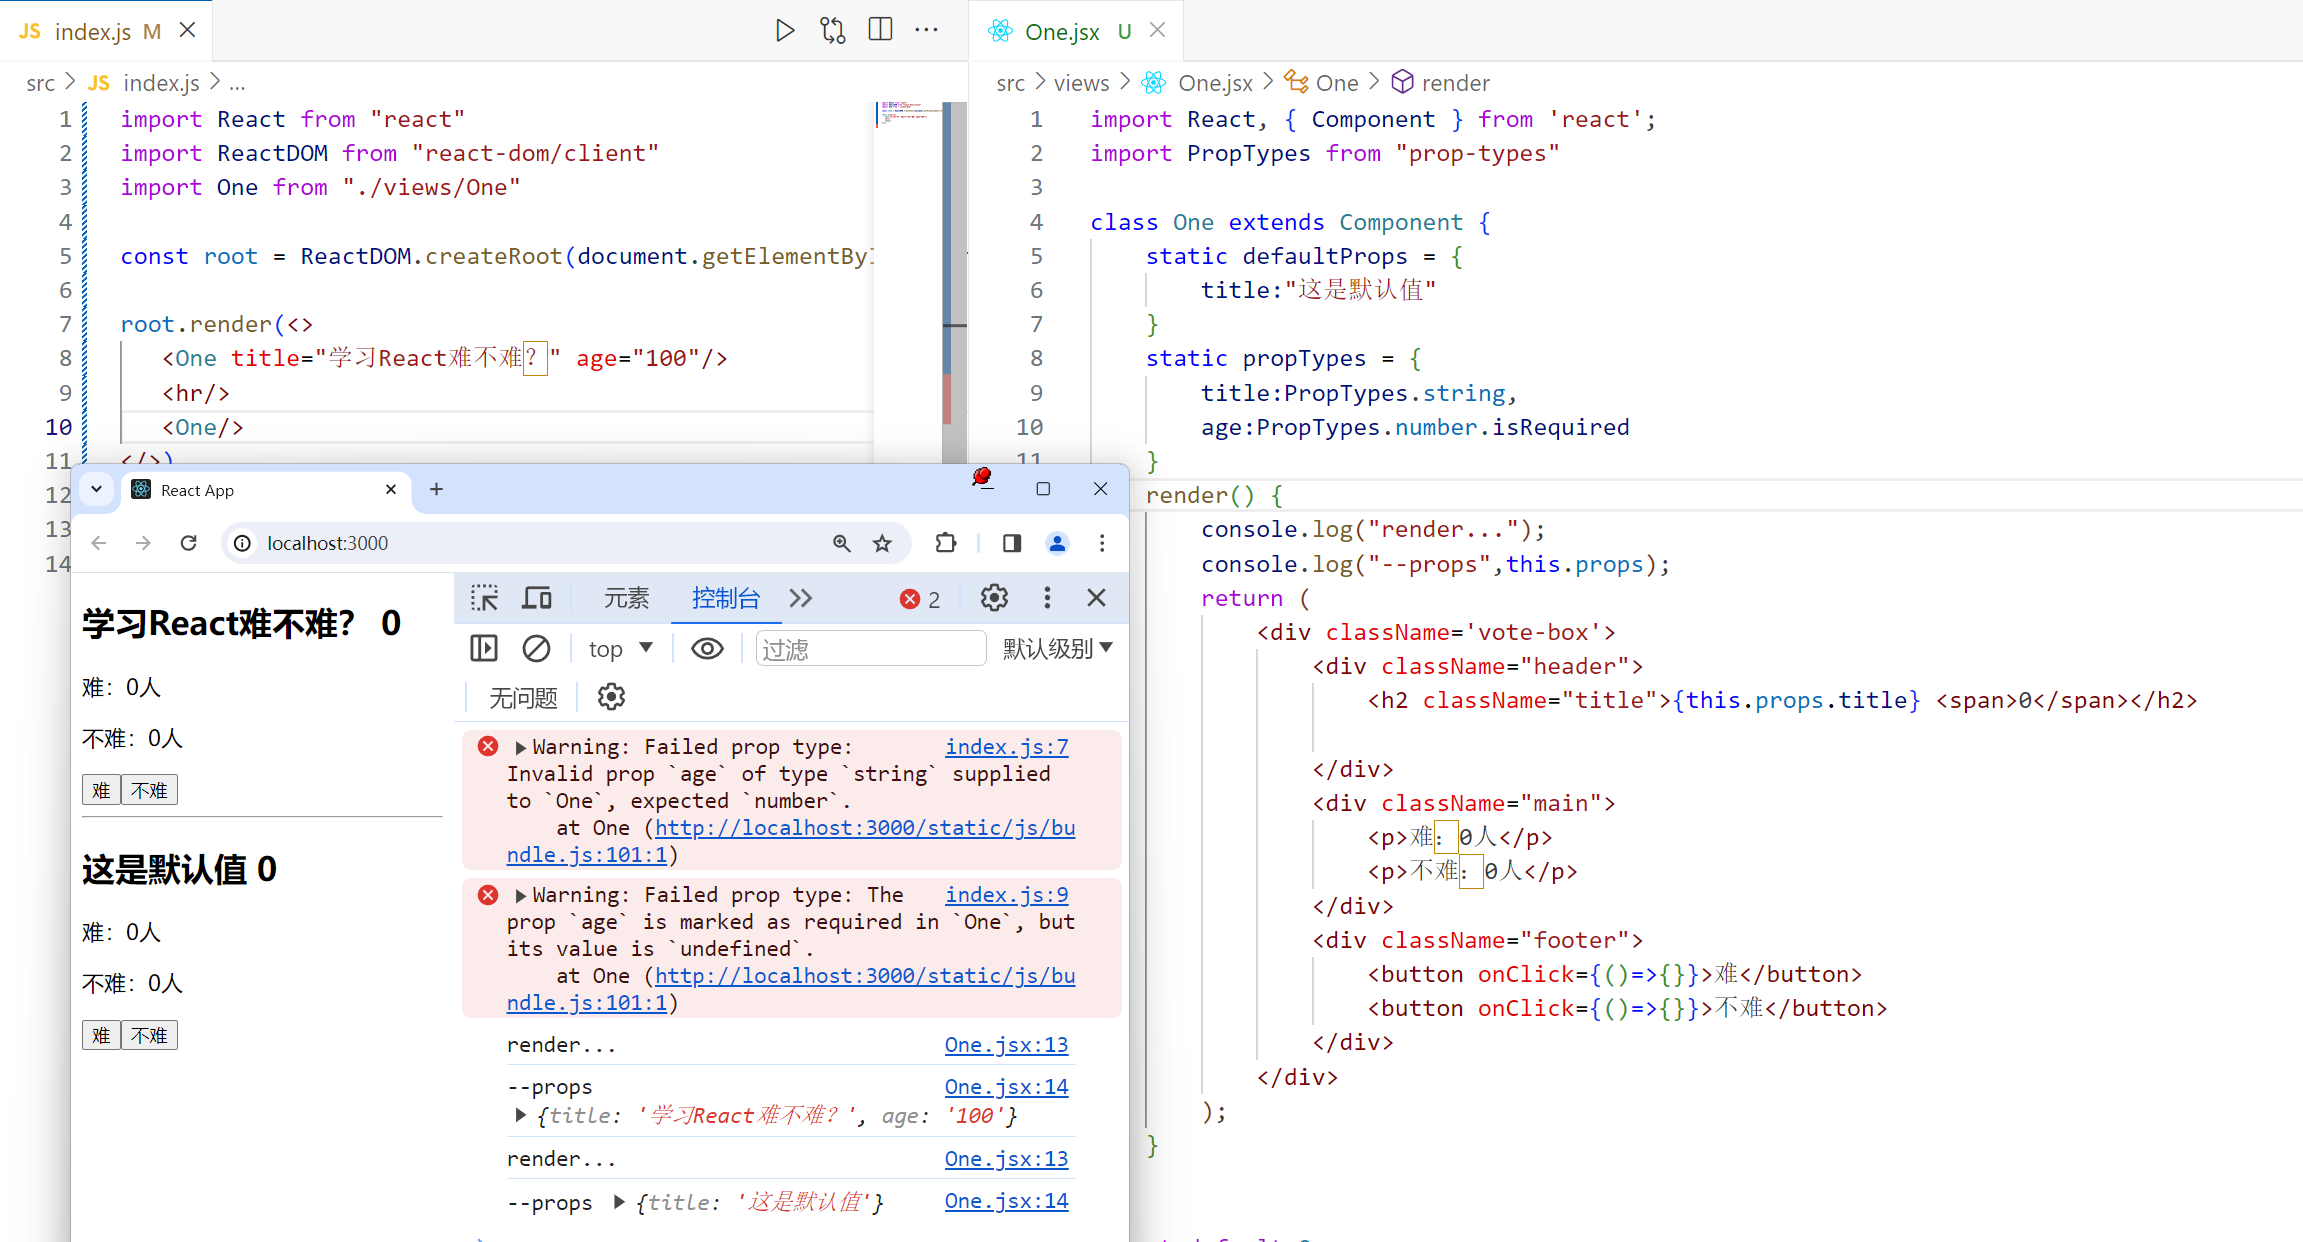 JS index.js M
src > JS index.js > ...
1 import React from "react"
2 import ReactDOM from "react-dom/client"
3 import One from "./views/One"
4
5 const root = ReactDOM.createRoot(document.getElementByI
6
7 root.render(<>
8 <One title="学习React难不难？" age="100"/>
9 <hr/>
10 <One/>
11 </>)
12
13
14
One.jsx U
src > views > One.jsx > One > render
1 import React, { Component } from 'react';
2 import PropTypes from "prop-types"
3
4 class One extends Component {
5 static defaultProps = {
6 title:"这是默认值"
7 }
8 static propTypes = {
9 title:PropTypes.string,
10 age:PropTypes.number.isRequired
11 }
render() {
console.log("render...");
console.log("--props",this.props);
return (
<div className='vote-box'>
<div className="header">
<h2 className="title">{this.props.title} <span>0</span></h2>
</div>
<div className="main">
<p>难：0人</p>
<p>不难：0人</p>
</div>
<div className="footer">
<button onClick={()=>{}}>难</button>
<button onClick={()=>{}}>不难</button>
</div>
</div>
);
}
React App
localhost:3000
学习React难不难？ 0
难：0人
不难：0人
难 不难
这是默认值 0
难：0人
不难：0人
难 不难
元素 控制台 2
top 过滤 默认级别
无问题
Warning: Failed prop type: index.js:7
Invalid prop `age` of type `string` supplied
to `One`, expected `number`.
at One (http://localhost:3000/static/js/bu
ndle.js:101:1)
Warning: Failed prop type: The index.js:9
prop `age` is marked as required in `One`, but
its value is `undefined`.
at One (http://localhost:3000/static/js/bu
ndle.js:101:1)
render... One.jsx:13
--props One.jsx:14
{title: '学习React难不难？', age: '100'}
render... One.jsx:13
--props {title: '这是默认值'} One.jsx:14